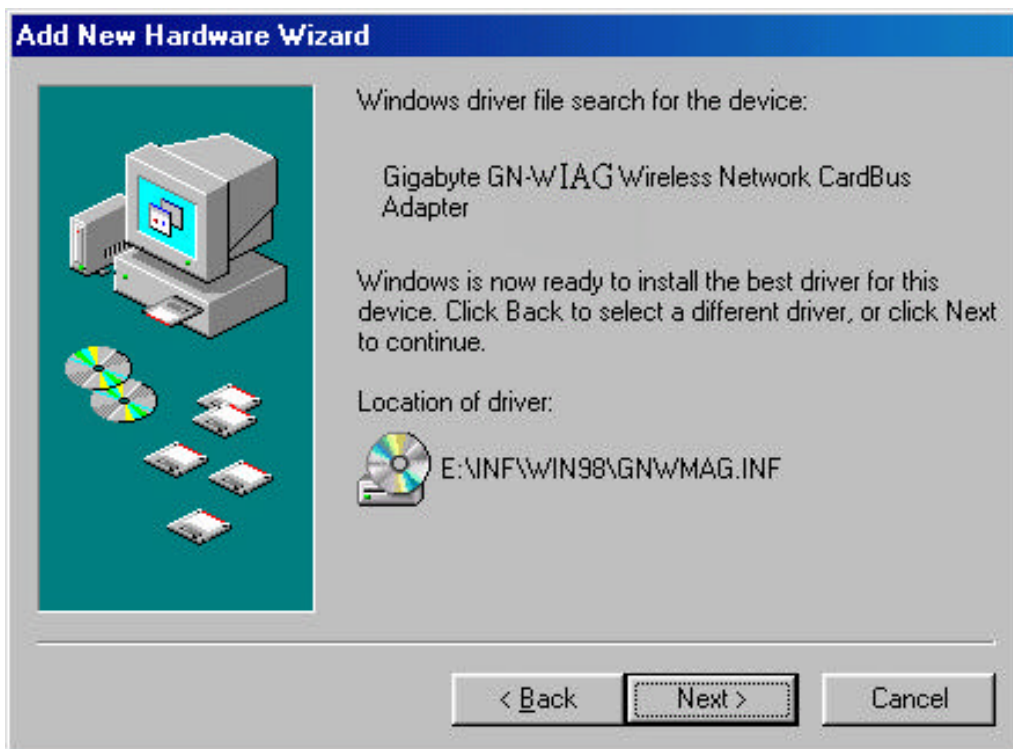 Add New Hardware Wizard
Windows driver file search for the device:
Gigabyte GN-WIAG Wireless Network CardBus
Adapter
Windows is now ready to install the best driver for this
device. Click Back to select a different driver, or click Next
to continue.
Location of driver:
E:\INF\WIN98\GNWMAG.INF
< Back Next > Cancel